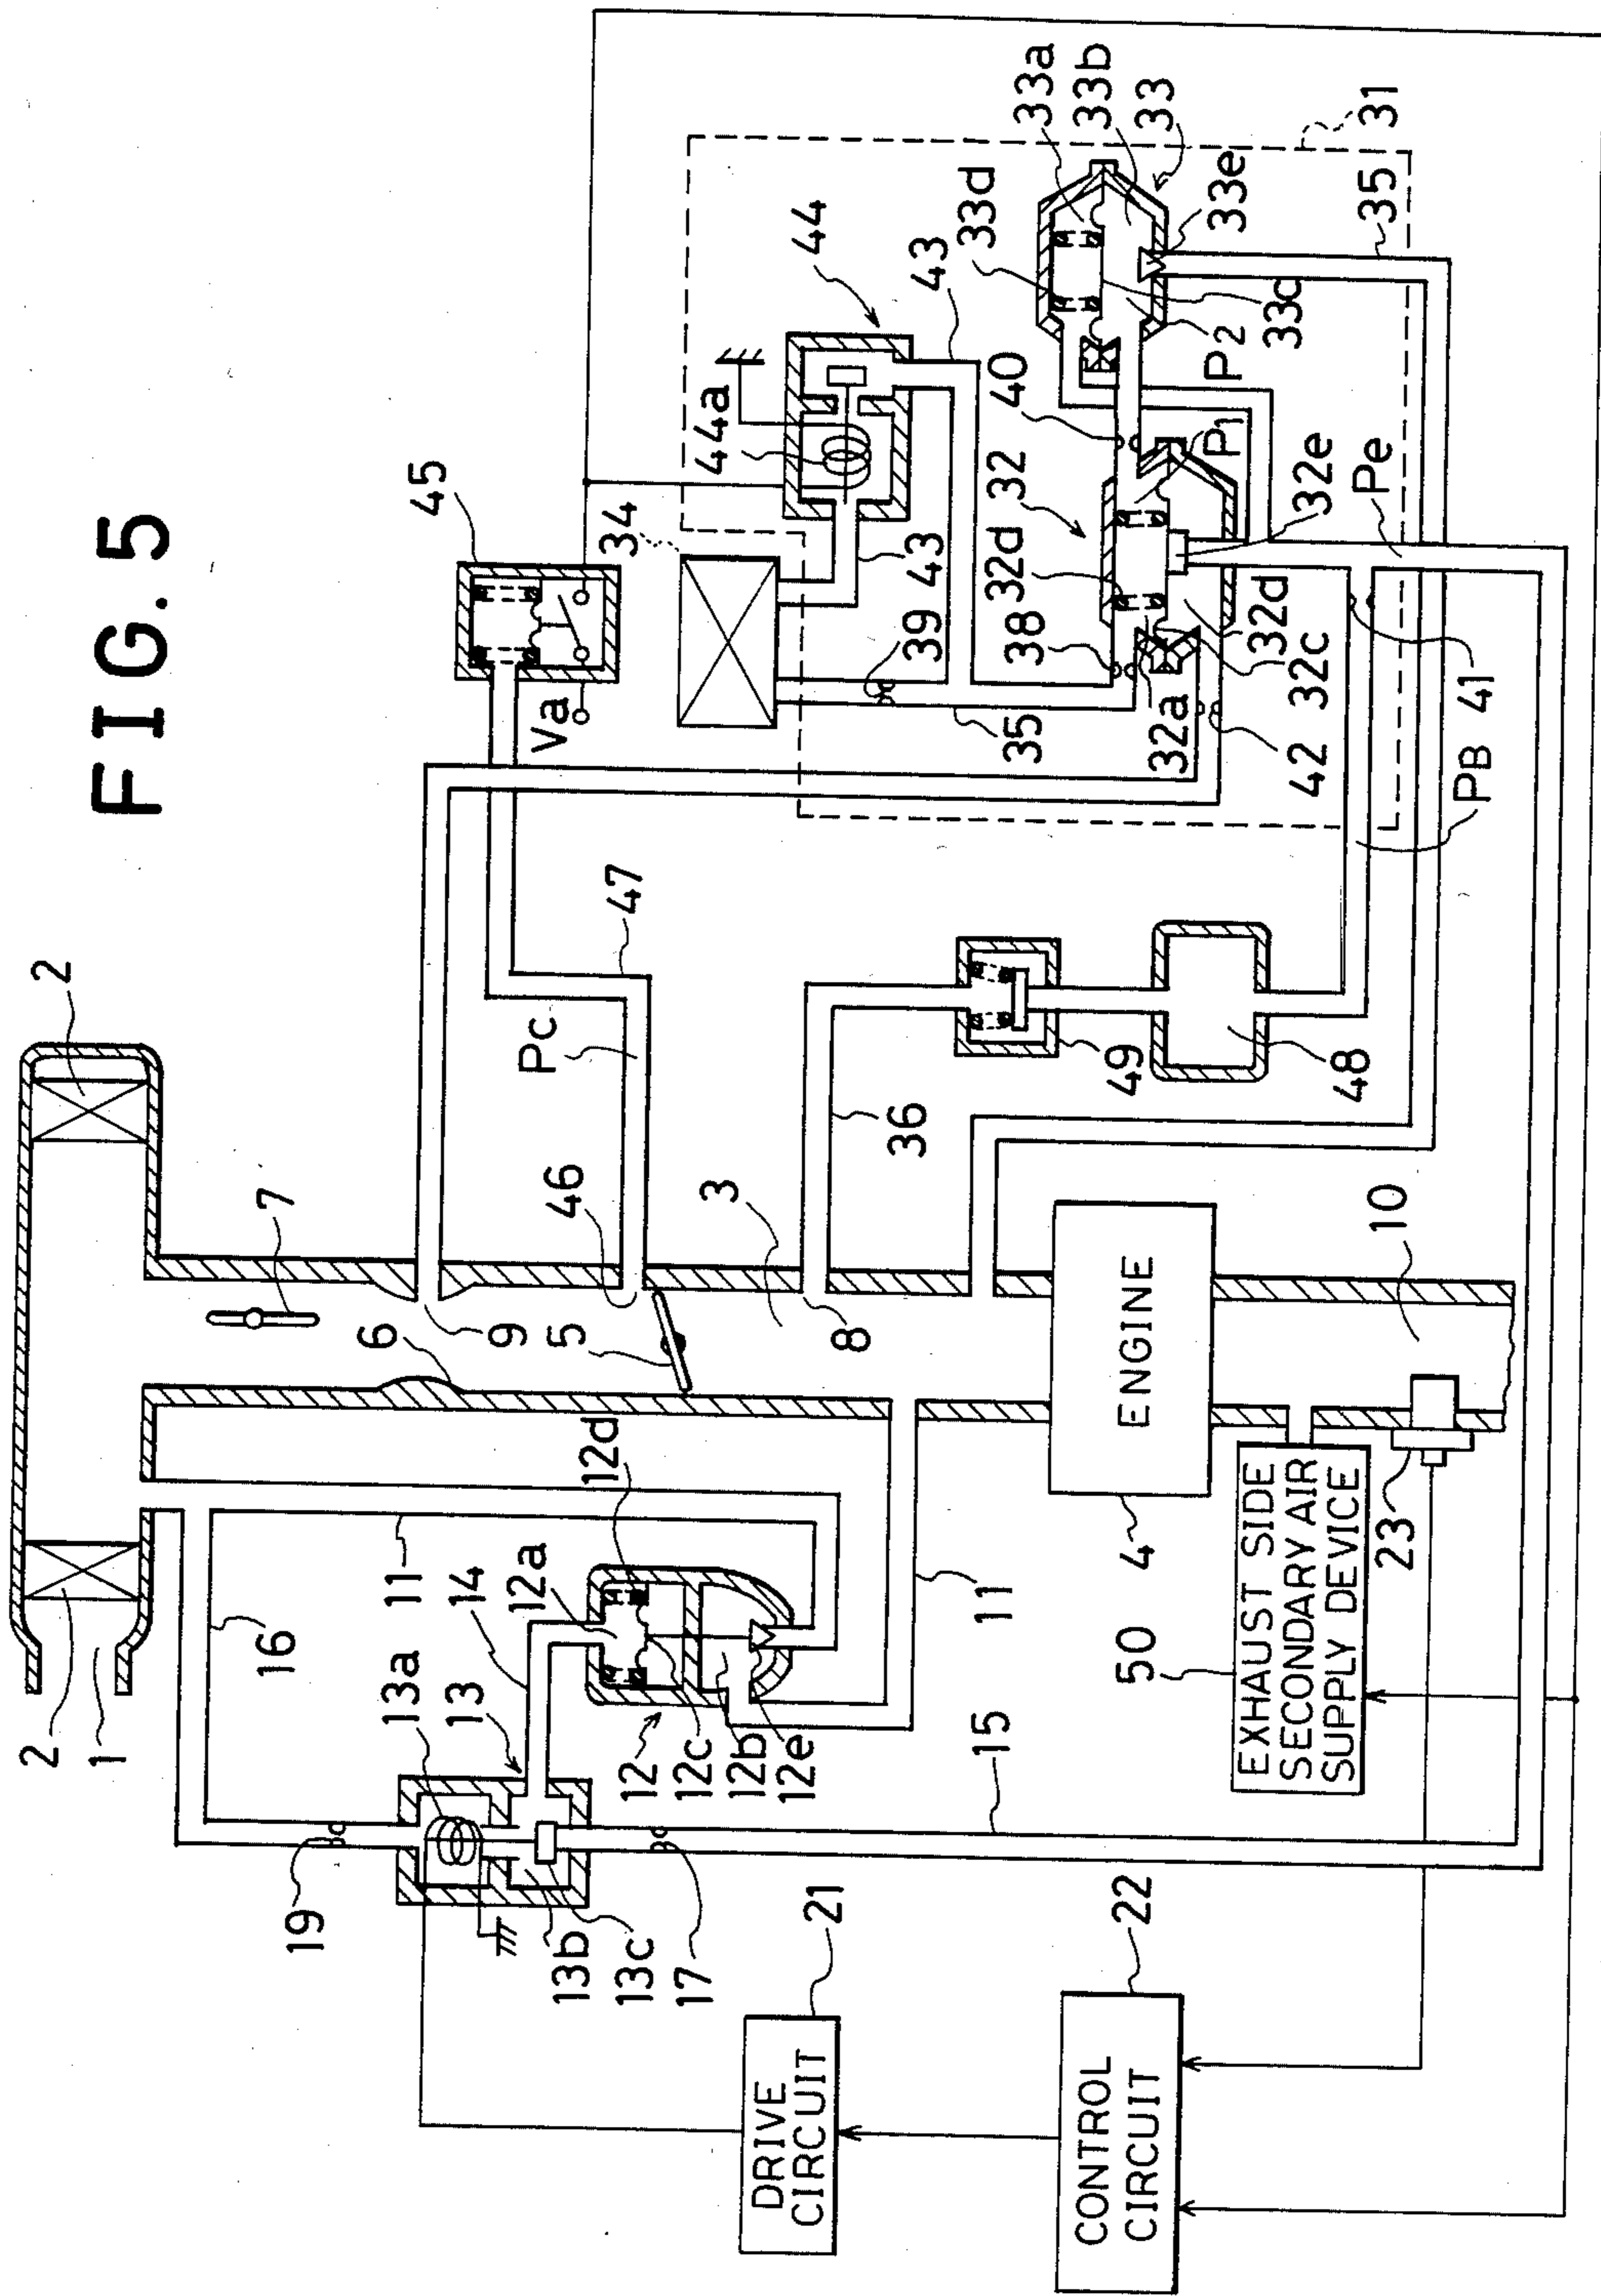 FIG. 5
2
2
1
7
6
9
5
46
3
8
16
11
14
12a
12d
13a
13
19
13b
13c
17
12
12c
12b
12e
11
15
21
DRIVE
CIRCUIT
22
CONTROL
CIRCUIT
4
ENGINE
50
EXHAUST SIDE
SECONDARY AIR
SUPPLY DEVICE
23
10
45
Va
47
Pc
34
44
44a
43
43
39
35
38
32
32d
32a
32c
32d
32e
42
41
40
P1
P2
33a
33b
33
33d
33e
33c
35
31
Pe
PB
36
49
48